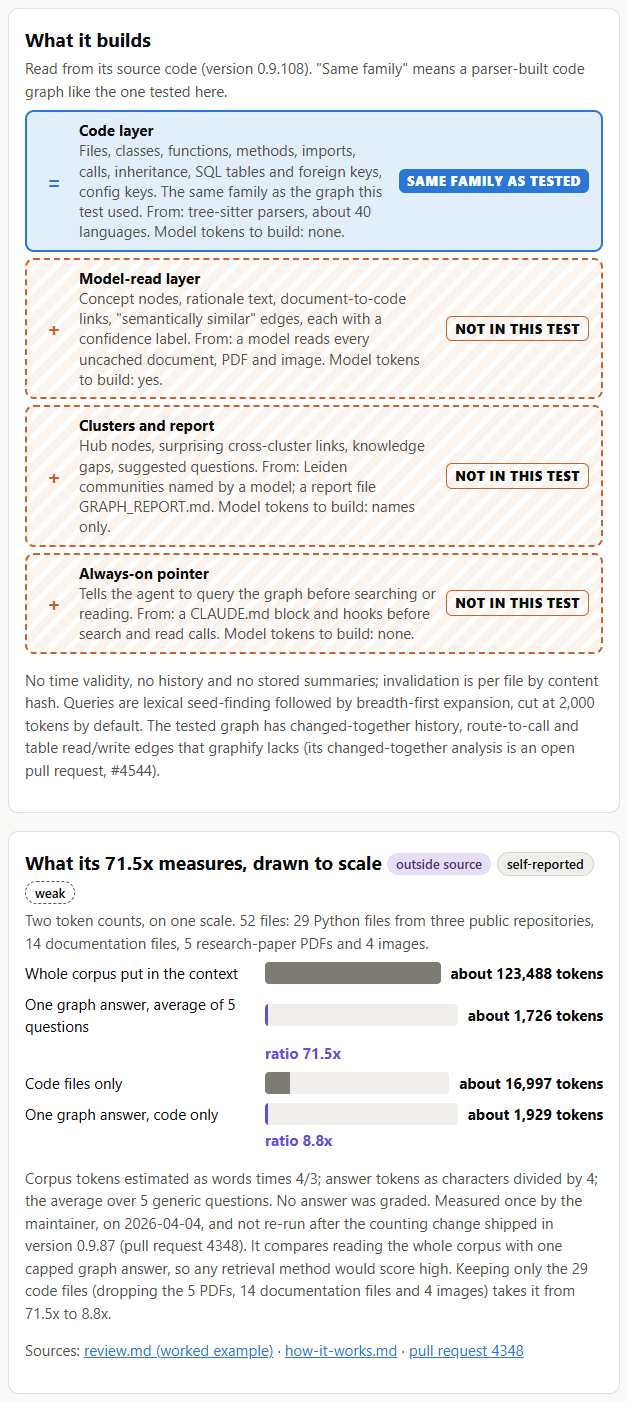 What it builds
Read from its source code (version 0.9.108). "Same family" means a parser-built code
graph like the one tested here.
=
Code layer
Files, classes, functions, methods, imports,
calls, inheritance, SQL tables and foreign keys,
config keys. The same family as the graph this
test used. From: tree-sitter parsers, about 40
languages. Model tokens to build: none.
SAME FAMILY AS TESTED
+
Model-read layer
Concept nodes, rationale text, document-to-code
links, "semantically similar" edges, each with a
confidence label. From: a model reads every
uncached document, PDF and image. Model tokens
to build: yes.
NOT IN THIS TEST
+
Clusters and report
Hub nodes, surprising cross-cluster links, knowledge
gaps, suggested questions. From: Leiden
communities named by a model; a report file
GRAPH_REPORT.md. Model tokens to build: names
only.
NOT IN THIS TEST
+
Always-on pointer
Tells the agent to query the graph before searching or
reading. From: a CLAUDE.md block and hooks before
search and read calls. Model tokens to build: none.
NOT IN THIS TEST
No time validity, no history and no stored summaries; invalidation is per file by content
hash. Queries are lexical seed-finding followed by breadth-first expansion, cut at 2,000
tokens by default. The tested graph has changed-together history, route-to-call and
table read/write edges that graphify lacks (its changed-together analysis is an open
pull request, #4544).
What its 71.5x measures, drawn to scale outside source self-reported
weak
Two token counts, on one scale. 52 files: 29 Python files from three public repositories,
14 documentation files, 5 research-paper PDFs and 4 images.
Whole corpus put in the context about 123,488 tokens
One graph answer, average of 5
questions
about 1,726 tokens
ratio 71.5x
Code files only about 16,997 tokens
One graph answer, code only about 1,929 tokens
ratio 8.8x
Corpus tokens estimated as words times 4/3; answer tokens as characters divided by 4;
the average over 5 generic questions. No answer was graded. Measured once by the
maintainer, on 2026-04-04, and not re-run after the counting change shipped in
version 0.9.87 (pull request 4348). It compares reading the whole corpus with one
capped graph answer, so any retrieval method would score high. Keeping only the 29
code files (dropping the 5 PDFs, 14 documentation files and 4 images) takes it from
71.5x to 8.8x.
Sources: review.md (worked example) · how-it-works.md · pull request 4348